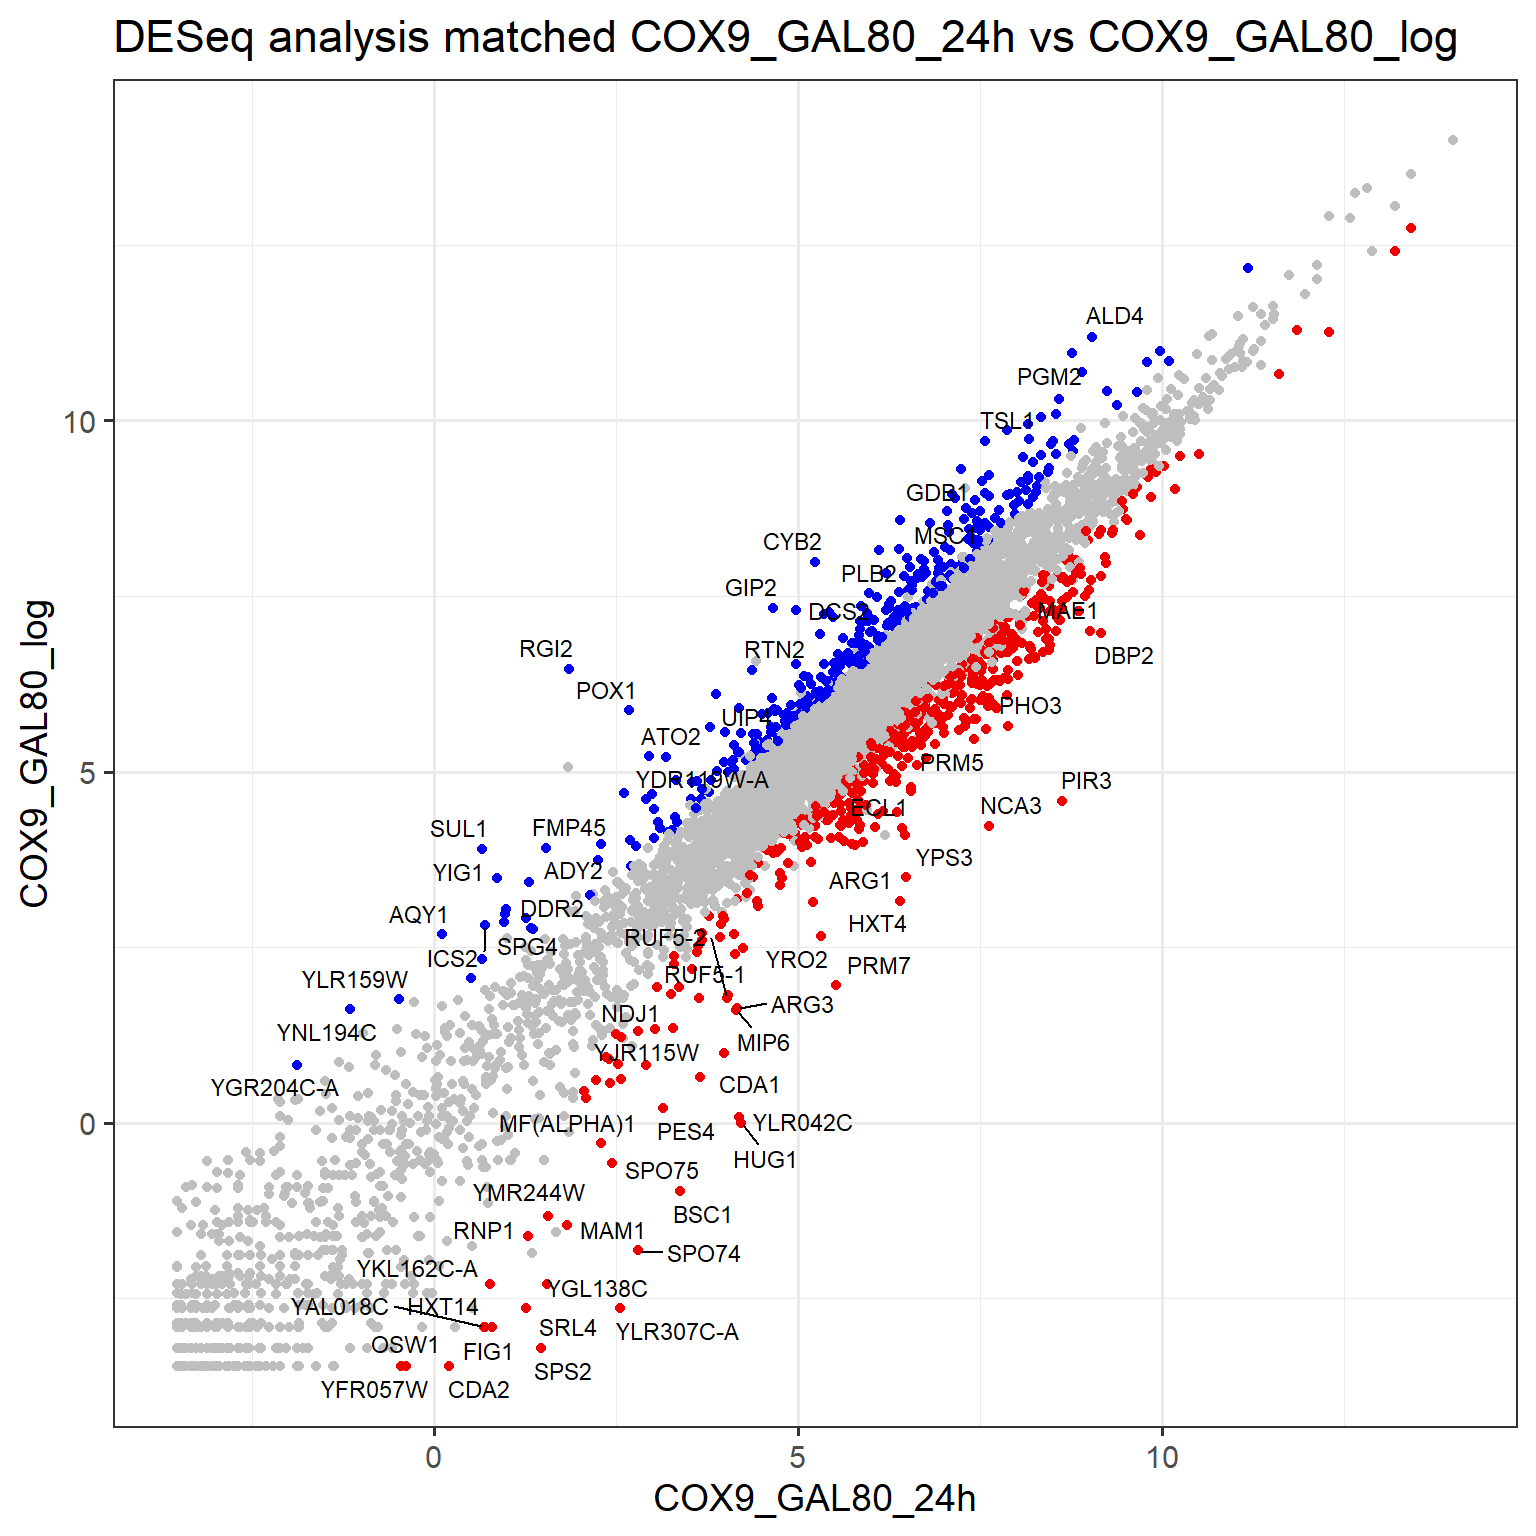 DESeq analysis matched COX9_GAL80_24h vs COX9_GAL80_log
ALD4
PGM2
TSL1
10
GDB1
MSC1
CYB2
PLB2
GIP2
DCS2
MAE1
RTN2
RGI2
DBP2
POX1
PHO3
UIP4
ATO2
PRM5
5
YDR119W-A
PIR3
NCA3
ECL1
SUL1
FMP45
YPS3
YIG1
ADY2
ARG1
AQY1
DDR2
HXT4
RUF5-2
SPG4
ICS2
YRO2
PRM7
YLR159W
RUF5-1
ARG3
NDJ1
YNL194C
MIP6
YJR115W
YGR204C-A
CDA1
0
MF(ALPHA)1
YLR042C
PES4
HUG1
SPO75
YMR244W
BSC1
RNP1
MAM1
SPO74
YKL162C-A
YGL138C
YAL018C
HXT14
SRL4
YLR307C-A
OSW1
FIG1
SPS2
YFR057W
CDA2
0
5
10
COX9_GAL80_24h
COX9_GAL80_log